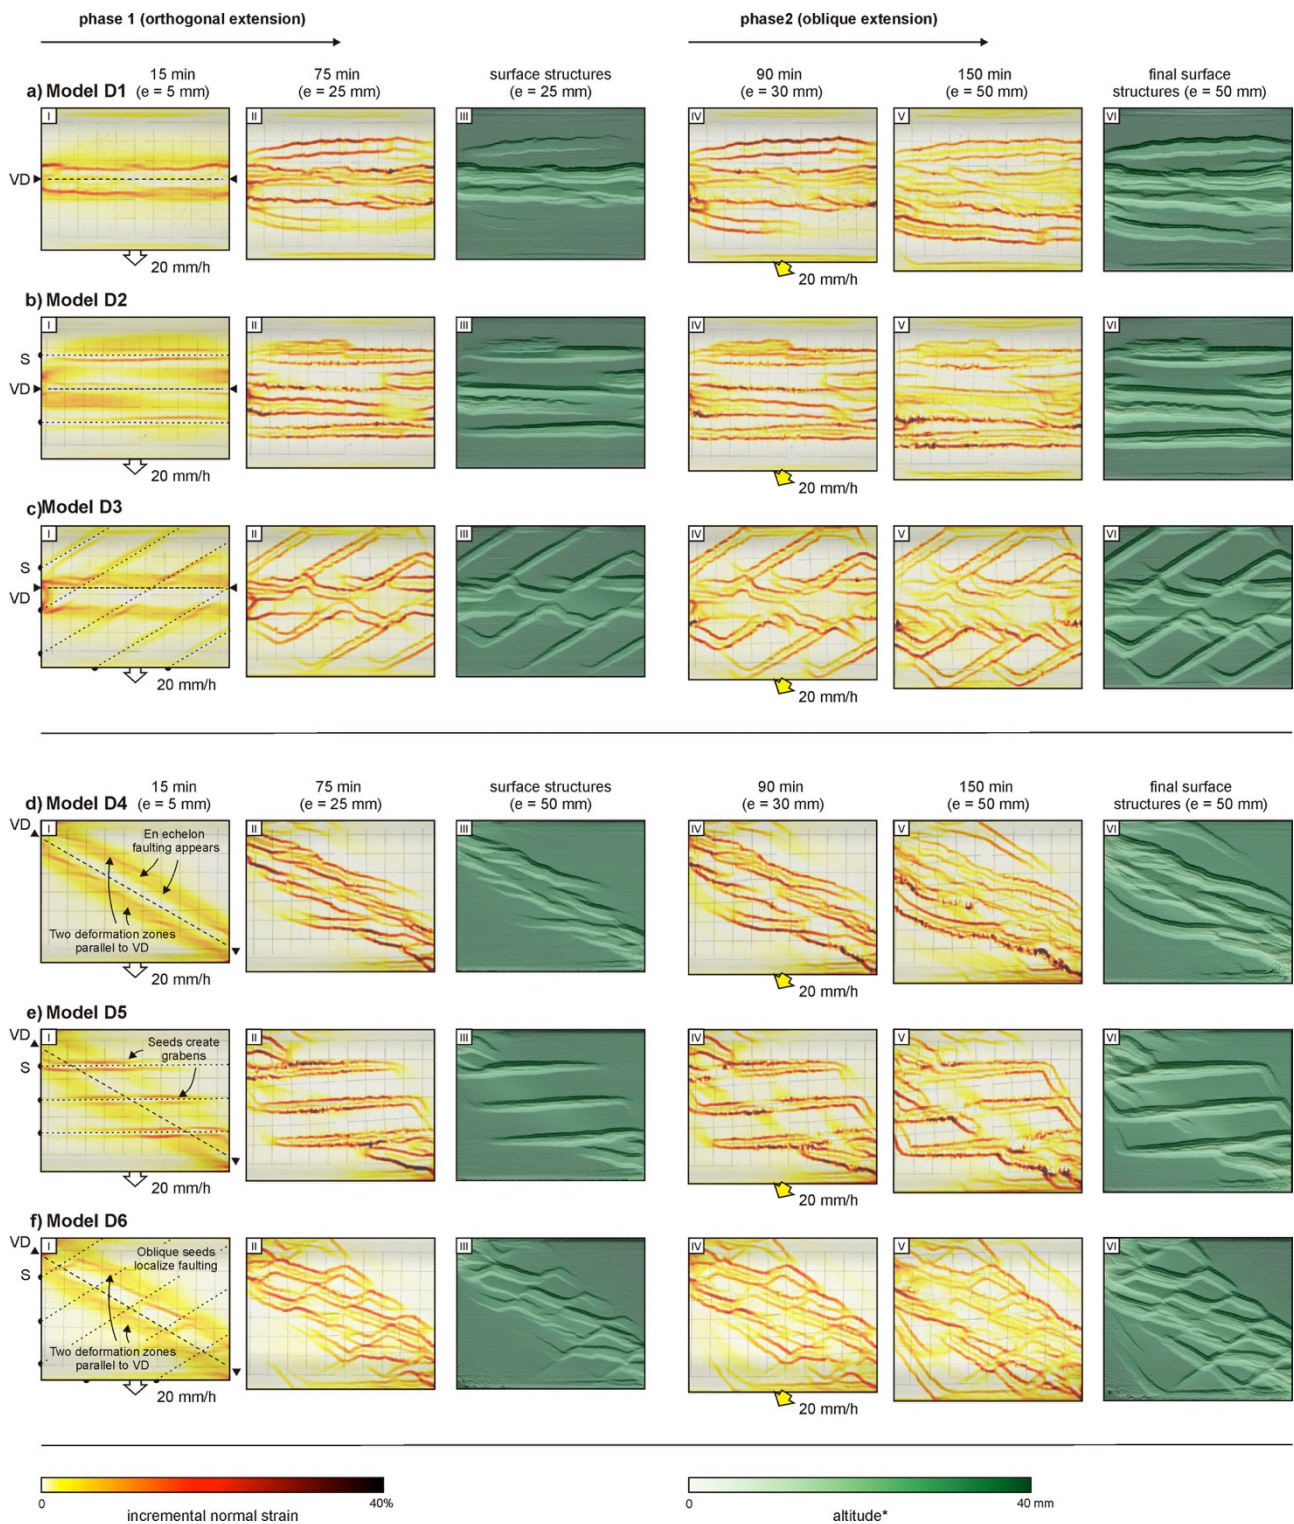 phase 1 (orthogonal extension)
phase2 (oblique extension)
15 min
(e = 5 mm)
75 min
(e = 25 mm)
surface structures
(e = 25 mm)
90 min
(e = 30 mm)
150 min
(e = 50 mm)
final surface
structures (e = 50 mm)
a) Model D1
I
II
III
IV
V
VI
VD
20 mm/h
20 mm/h
b) Model D2
I
II
III
IV
V
VI
S
VD
20 mm/h
20 mm/h
c) Model D3
I
II
III
IV
V
VI
S
VD
20 mm/h
20 mm/h
15 min
(e = 5 mm)
75 min
(e = 25 mm)
surface structures
(e = 50 mm)
90 min
(e = 30 mm)
150 min
(e = 50 mm)
final surface
structures (e = 50 mm)
d) Model D4
VD
I
II
III
IV
V
VI
En echelon
faulting appears
Two deformation zones
parallel to VD
20 mm/h
20 mm/h
e) Model D5
VD
I
II
III
IV
V
VI
S
Seeds create
grabens
20 mm/h
20 mm/h
f) Model D6
VD
I
II
III
IV
V
VI
S
Oblique seeds
localize faulting
Two deformation zones
parallel to VD
20 mm/h
20 mm/h
0
40%
incremental normal strain
0
40 mm
altitude*